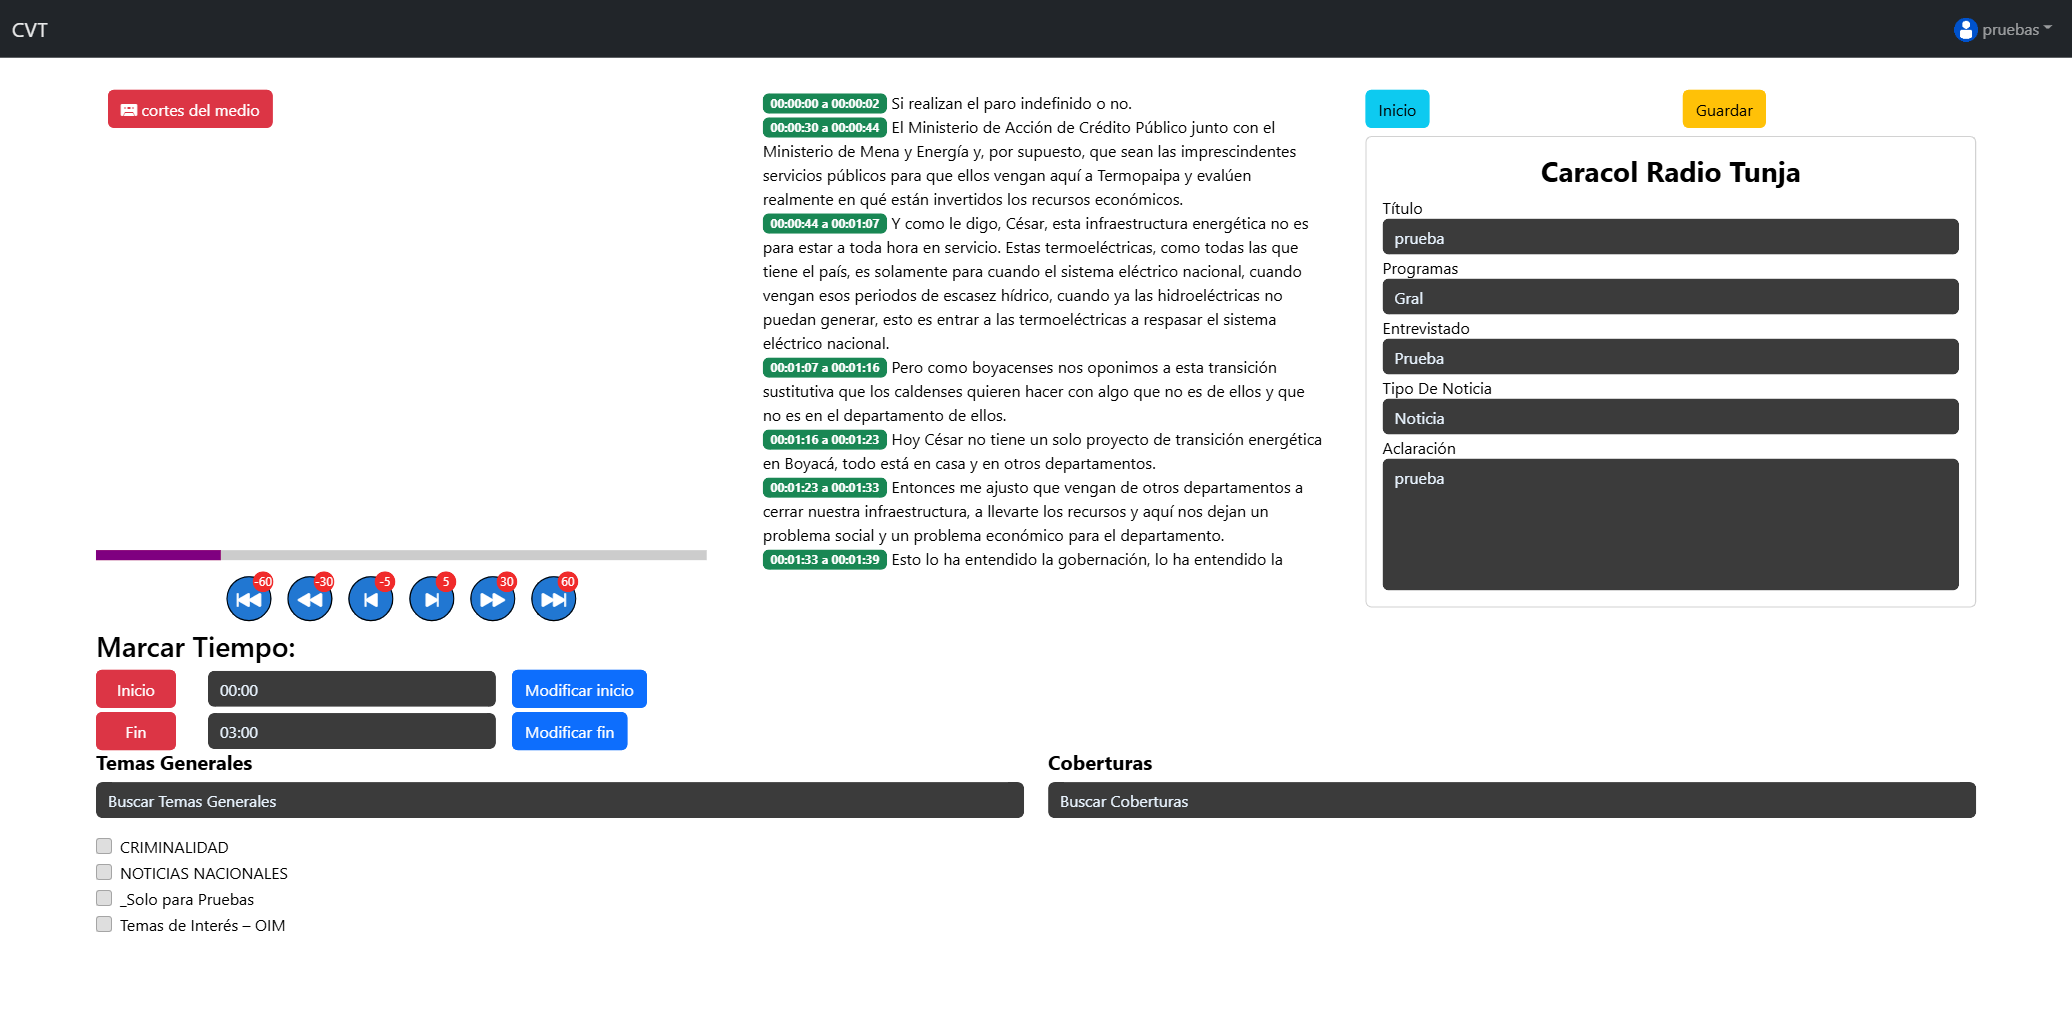 CVT
pruebas
cortes del medio
00:00:00 a 00:00:02 Si realizan el paro indefinido o no.
00:00:30 a 00:00:44 El Ministerio de Acción de Crédito Público junto con el
Ministerio de Mena y Energía y, por supuesto, que sean las imprescindentes
servicios públicos para que ellos vengan aquí a Termopaipa y evalúen
realmente en qué están invertidos los recursos económicos.
00:00:44 a 00:01:07 Y como le digo, César, esta infraestructura energética no es
para estar a toda hora en servicio. Estas termoeléctricas, como todas las que
tiene el país, es solamente para cuando el sistema eléctrico nacional, cuando
vengan esos periodos de escasez hídrico, cuando ya las hidroeléctricas no
puedan generar, esto es entrar a las termoeléctricas a respasar el sistema
eléctrico nacional.
00:01:07 a 00:01:16 Pero como boyacenses nos oponimos a esta transición
sustitutiva que los caldenses quieren hacer con algo que no es de ellos y que
no es en el departamento de ellos.
00:01:16 a 00:01:23 Hoy César no tiene un solo proyecto de transición energética
en Boyacá, todo está en casa y en otros departamentos.
00:01:23 a 00:01:33 Entonces me ajusto que vengan de otros departamentos a
cerrar nuestra infraestructura, a llevarte los recursos y aquí nos dejan un
problema social y un problema económico para el departamento.
00:01:33 a 00:01:39 Esto lo ha entendido la gobernación, lo ha entendido la
Inicio
Guardar
Caracol Radio Tunja
Título
prueba
Programas
Gral
Entrevistado
Prueba
Tipo De Noticia
Noticia
Aclaración
prueba
-60 -30 -5 5 30 60
Marcar Tiempo:
Inicio 00:00 Modificar inicio
Fin 03:00 Modificar fin
Temas Generales
Buscar Temas Generales
CRIMINALIDAD
NOTICIAS NACIONALES
_Solo para Pruebas
Temas de Interés – OIM
Coberturas
Buscar Coberturas